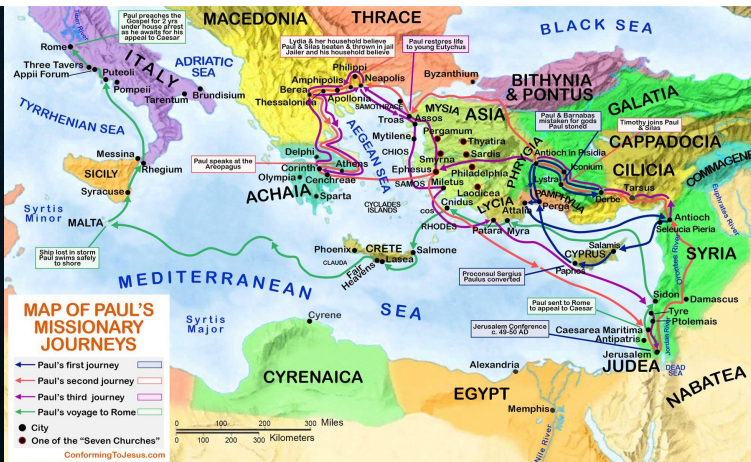 MACEDONIA
THRACE
BLACK SEA
Paul preaches the
Gospel for 2 yrs
under house arrest
as he awaits for his
appeal to Caesar
Tiber River
Lydia & her household believe
Paul & Silas beaten & thrown in jail
Jailer and his household believe
Paul restores life
to young Eutychus
Rome
Three Taverns
Appii Forum
Puteoli
Pompeii
ITALY
ADRIATIC
SEA
Tarentum
Brundisium
Philippi
Amphipolis
Neapolis
Berea
Thessalonica
Apollonia
SAMOTHRACE
Byzanthium
BITHYNIA
& PONTUS
GALATIA
TYRRHENIAN SEA
Troas
Assos
MYSIA
ASIA
Paul & Barnabas
mistaken for gods
Paul stoned
Timothy joins Paul
& Silas
CAPPADOCIA
Mitylene
Pergamum
Thyatira
Sardis
CHIOS
Smyrna
Philadelphia
Antioch in Pisidia
Iconium
PHRYGIA
CILICIA
COMMAGENE
Messina
Rhegium
SICILY
Syracuse
Paul speaks at the
Areopagus
Delphi
AEGEAN SEA
Athens
Corinth
Cenchreae
Olympia
ACHAIA
Sparta
Ephesus
SAMOS
Miletus
Laodicea
Lystra
Derbe
Tarsus
PAMPHYLIA
Perga
LYCIA
Attalia
CYCLADES
ISLANDS
COS
Cnidus
Patara
Myra
RHODES
Euphrates River
Syrtis
Minor
MALTA
Antioch
Seleucia Pieria
Ship lost in storm
Paul swims safely
to shore
Phoenix
CRETE
Salmone
Lasea
Fair
Heavens
CLAUDA
Salamis
CYPRUS
Paphos
SYRIA
Orontes River
Proconsul Sergius
Paulus converted
MEDITERRANEAN
SEA
Paul sent to Rome
to appeal to Caesar
Sidon
Damascus
Tyre
Ptolemais
Jerusalem Conference
c. 49-50 AD
Caesarea Maritima
Antipatris
Jordan River
Jerusalem
JUDEA
DEAD
SEA
NABATEA
Syrtis
Major
Cyrene
CYRENAICA
Alexandria
EGYPT
Memphis
Nile River
MAP OF PAUL'S
MISSIONARY
JOURNEYS
Paul's first journey
Paul's second journey
Paul's third journey
Paul's voyage to Rome
City
One of the "Seven Churches"
ConformingToJesus.com
0 100 200 300 Miles
0 100 200 300
Kilometers